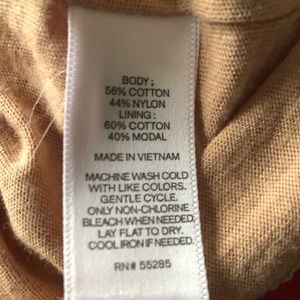 BODY :
56% COTTON
44% NYLON
LINING :
60% COTTON
40% MODAL
MADE IN VIETNAM
MACHINE WASH COLD
WITH LIKE COLORS.
GENTLE CYCLE.
ONLY NON-CHLORINE
BLEACH WHEN NEEDED.
LAY FLAT TO DRY.
COOL IRON IF NEEDED.
RN# 55285